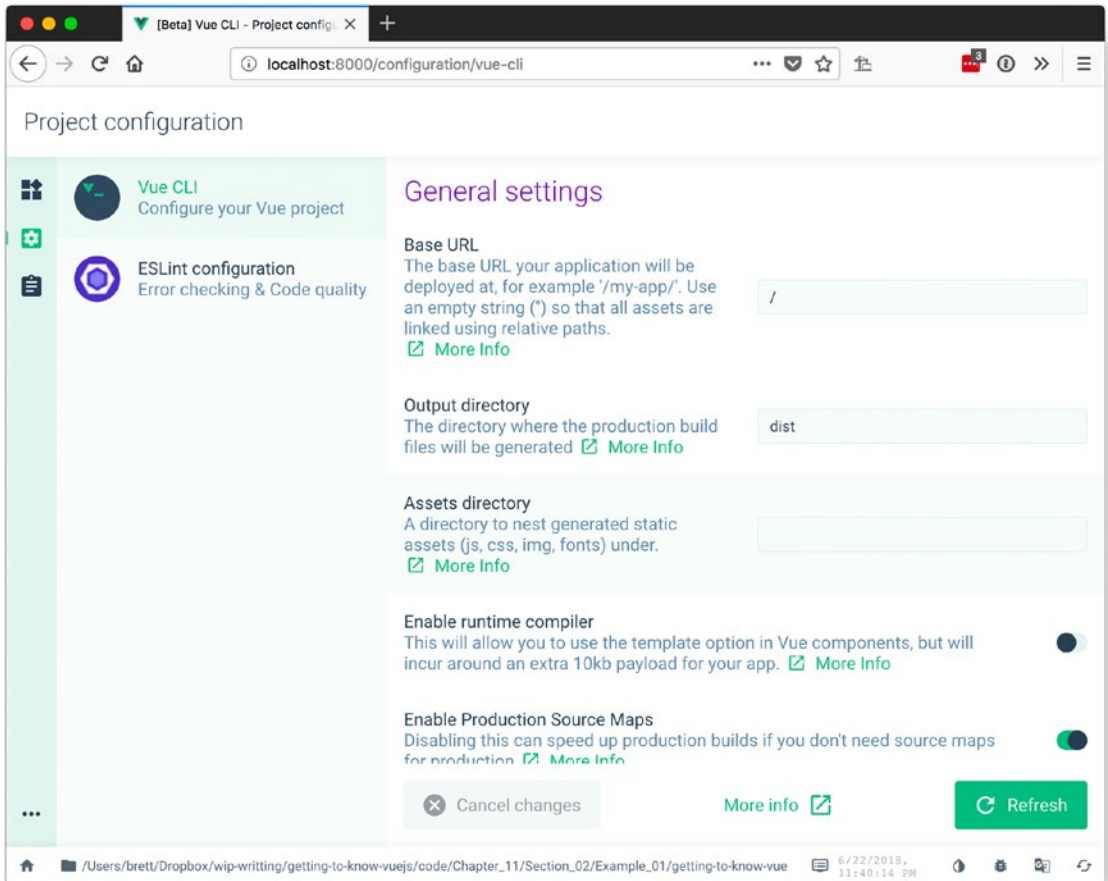 [Beta] Vue CLI - Project config
localhost:8000/configuration/vue-cli
3
Project configuration
Vue CLI
Configure your Vue project
ESLint configuration
Error checking & Code quality
General settings
Base URL
The base URL your application will be
deployed at, for example '/my-app/'. Use
an empty string ('') so that all assets are
linked using relative paths.
More Info
/
Output directory
The directory where the production build
files will be generated More Info
dist
Assets directory
A directory to nest generated static
assets (js, css, img, fonts) under.
More Info
Enable runtime compiler
This will allow you to use the template option in Vue components, but will
incur around an extra 10kb payload for your app. More Info
Enable Production Source Maps
Disabling this can speed up production builds if you don't need source maps
for production More Info
Cancel changes
More info
Refresh
/Users/brett/Dropbox/wip-writting/getting-to-know-vuejs/code/Chapter_11/Section_02/Example_01/getting-to-know-vue
6/22/2018,
11:40:14 PM